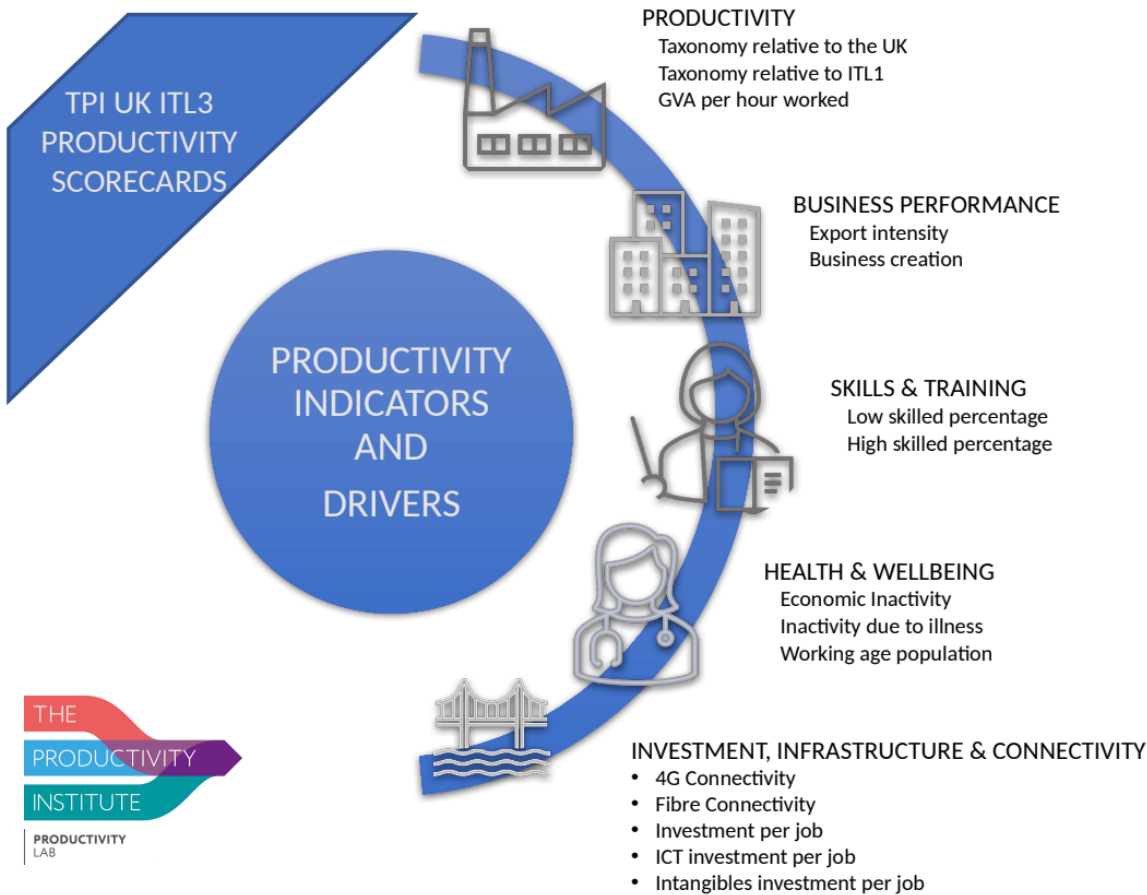 TPI UK ITL3
PRODUCTIVITY
SCORECARDS
PRODUCTIVITY
INDICATORS
AND
DRIVERS
PRODUCTIVITY
Taxonomy relative to the UK
Taxonomy relative to ITL1
GVA per hour worked
BUSINESS PERFORMANCE
Export intensity
Business creation
SKILLS & TRAINING
Low skilled percentage
High skilled percentage
HEALTH & WELLBEING
Economic Inactivity
Inactivity due to illness
Working age population
INVESTMENT, INFRASTRUCTURE & CONNECTIVITY
• 4G Connectivity
• Fibre Connectivity
• Investment per job
• ICT investment per job
• Intangibles investment per job
THE
PRODUCTIVITY
INSTITUTE
PRODUCTIVITY
LAB